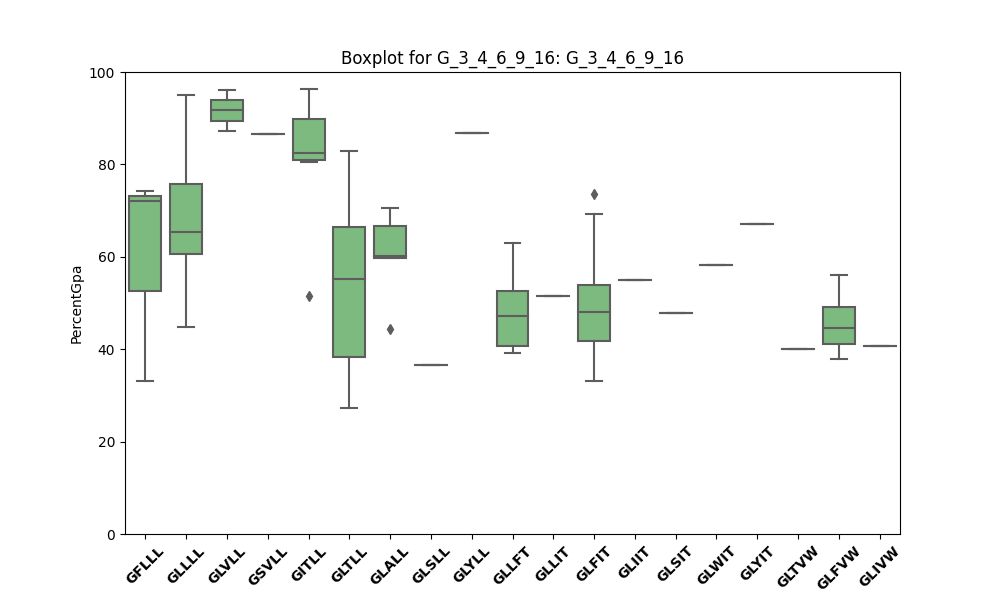 Boxplot for G_3_4_6_9_16: G_3_4_6_9_16
100
80
60
40
20
0
PercentGpa
GFLLL GLLLL GLVLL GSVLL GITLL GLTLL GLALL GLSLL GLYLL GLLFT GLLIT GLFIT GLIIT GLSIT GLWIT GLYIT GLTVW GLFVW GLIVW